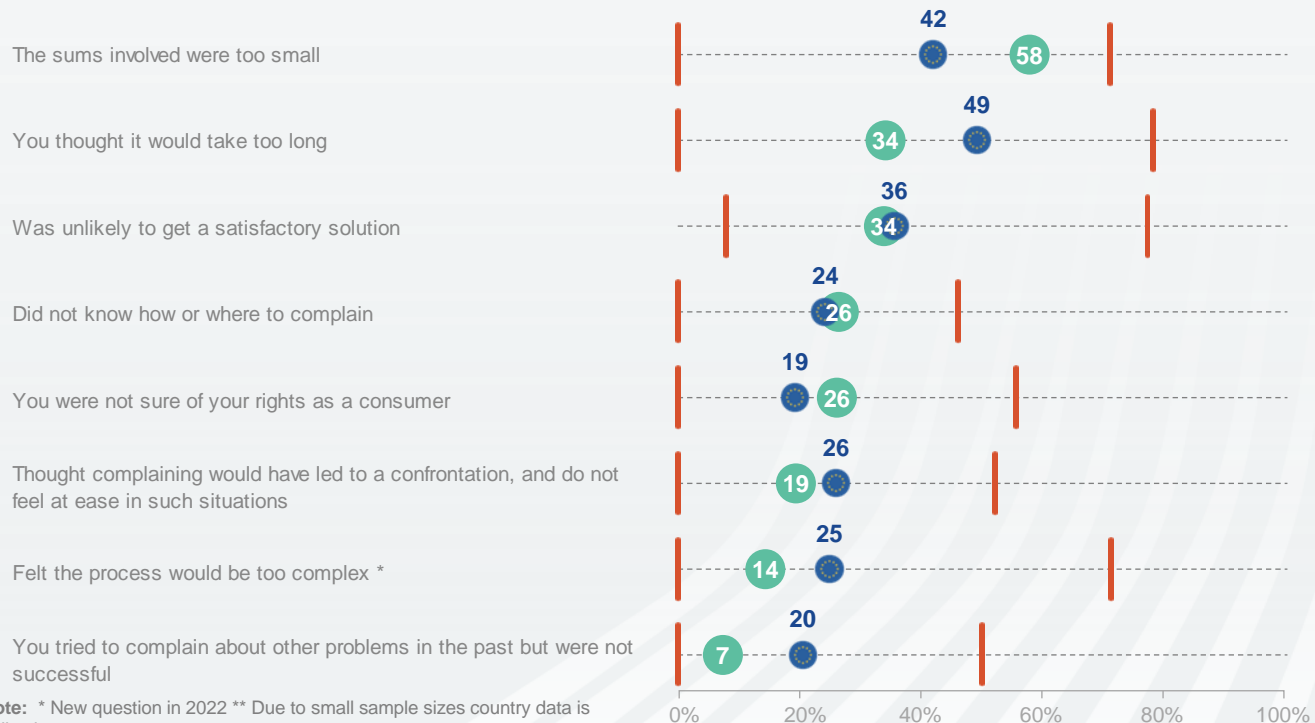 42
The sums involved were too small
58
49
You thought it would take too long
34
36
Was unlikely to get a satisfactory solution
34
24
Did not know how or where to complain
26
19
You were not sure of your rights as a consumer
26
26
Thought complaining would have led to a confrontation, and do not
feel at ease in such situations
19
25
Felt the process would be too complex *
14
20
You tried to complain about other problems in the past but were not
successful
7
* New question in 2022 ** Due to small sample sizes country data is
0% 20% 40% 60% 80% 100%